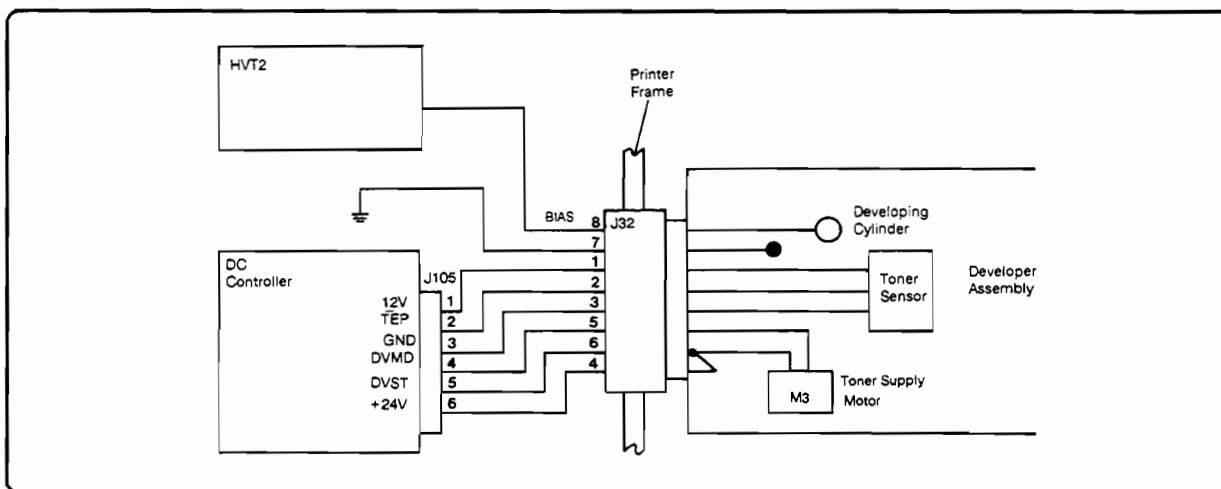 HVT2
Printer
Frame
BIAS
8
J32
7
1
2
3
5
6
4
Developing
Cylinder
Toner
Sensor
Developer
Assembly
DC
Controller
J105
12V 1
TEP 2
GND 3
DVMD 4
DVST 5
+24V 6
M3
Toner Supply
Motor